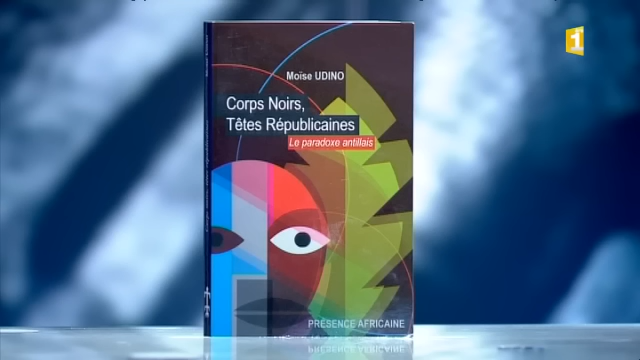 1
Moïse UDINO
Corps Noirs,
Têtes Républicaines
Le paradoxe antillais
PRÉSENCE AFRICAINE